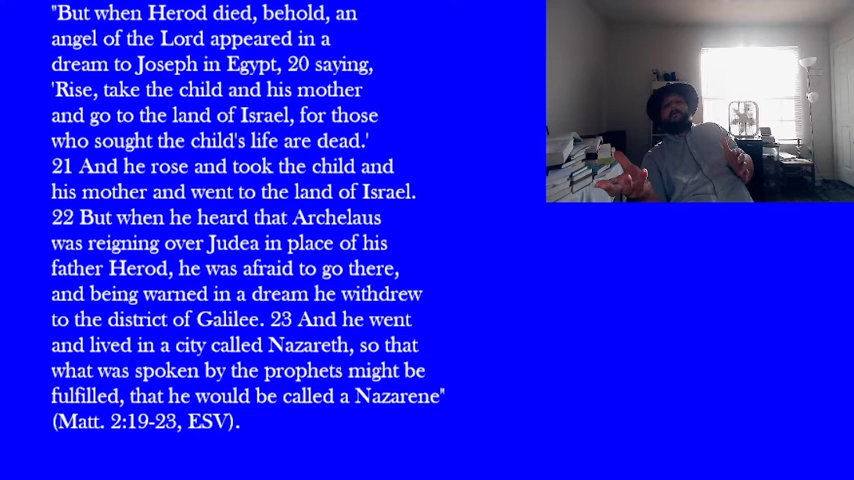 "But when Herod died, behold, an
angel of the Lord appeared in a
dream to Joseph in Egypt, 20 saying,
'Rise, take the child and his mother
and go to the land of Israel, for those
who sought the child's life are dead.'
21 And he rose and took the child and
his mother and went to the land of Israel.
22 But when he heard that Archelaus
was reigning over Judea in place of his
father Herod, he was afraid to go there,
and being warned in a dream he withdrew
to the district of Galilee. 23 And he went
and lived in a city called Nazareth, so that
what was spoken by the prophets might be
fulfilled, that he would be called a Nazarene"
(Matt. 2:19-23, ESV).